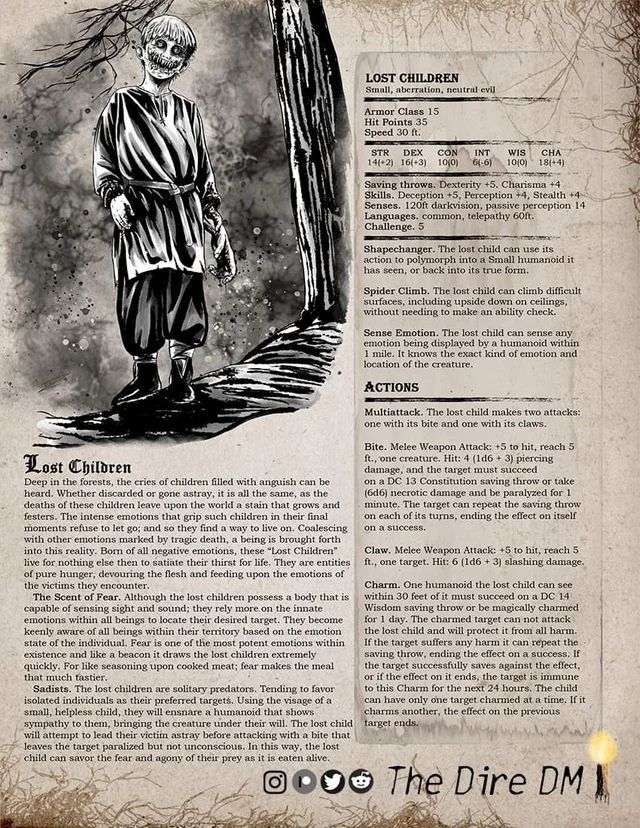 Lost Children
Deep in the forests, the cries of children filled with anguish can be
heard. Whether discarded or gone astray, it is all the same, as the
deaths of these children leave upon the world a stain that grows and
festers. The intense emotions that grip such children in their final
moments refuse to let go; and so they find a way to live on. Coalescing
with other emotions marked by tragic death, a being is brought forth
into this reality. Born of all negative emotions, these “Lost Children”
live for nothing else then to satiate their thirst for life. They are entities
of pure hunger, devouring the flesh and feeding upon the emotions of
the victims they encounter.
The Scent of Fear. Although the lost children possess a body that is
capable of sensing sight and sound; they rely more on the innate
emotions within all beings to locate their desired target. They become
keenly aware of all beings within their territory based on the emotion
state of the individual. Fear is one of the most potent emotions within
existence and like a beacon it draws the lost children extremely
quickly. For like seasoning upon cooked meat; fear makes the meal
that much fastier.
Sadists. The lost children are solitary predators. Tending to favor
isolated individuals as their preferred targets. Using the visage of a
small, helpless child, they will ensnare a humanoid that shows
sympathy to them, bringing the creature under their will. The lost child
will attempt to lead their victim astray before attacking with a bite that
leaves the target paralized but not unconscious. In this way, the lost
child can savor the fear and agony of their prey as it is eaten alive.
LOST CHILDREN
Small, aberration, neutral evil
Armor Class 15
Hit Points 35
Speed 30 ft.
STR DEX CON INT WIS CHA
14(+2) 16(+3) 10(0) 6(-6) 10(0) 18(+4)
Saving throws. Dexterity +5, Charisma +4
Skills. Deception +5, Perception +4, Stealth +4
Senses. 120ft darkvision, passive perception 14
Languages. common, telepathy 60ft.
Challenge. 5
Shapechanger. The lost child can use its
action to polymorph into a Small humanoid it
has seen, or back into its true form.
Spider Climb. The lost child can climb difficult
surfaces, including upside down on ceilings,
without needing to make an ability check.
Sense Emotion. The lost child can sense any
emotion being displayed by a humanoid within
1 mile. It knows the exact kind of emotion and
location of the creature.
ACTIONS
Multiattack. The lost child makes two attacks:
one with its bite and one with its claws.
Bite. Melee Weapon Attack: +5 to hit, reach 5
ft., one creature. Hit: 4 (1d6 + 3) piercing
damage, and the target must succeed
on a DC 13 Constitution saving throw or take
(6d6) necrotic damage and be paralyzed for 1
minute. The target can repeat the saving throw
on each of its turns, ending the effect on itself
on a success.
Claw. Melee Weapon Attack: +5 to hit, reach 5
ft., one target. Hit: 6 (1d6 + 3) slashing damage.
Charm. One humanoid the lost child can see
within 30 feet of it must succeed on a DC 14
Wisdom saving throw or be magically charmed
for 1 day. The charmed target can not attack
the lost child and will protect it from all harm.
If the target suffers any harm it can repeat the
saving throw, ending the effect on a success. If
the target successfully saves against the effect,
or if the effect on it ends, the target is immune
to this Charm for the next 24 hours. The child
can have only one target charmed at a time. If it
charms another, the effect on the previous
target ends.
The Dire DM